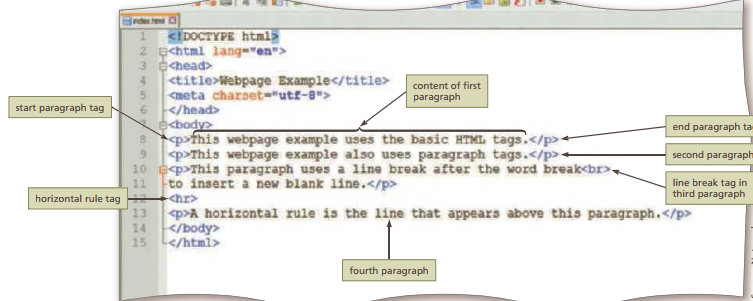 index.html
1 <!DOCTYPE html>
2 <html lang="en">
3 <head>
4 <title>Webpage Example</title>
5 <meta charset="utf-8">
6 </head>
7 <body>
8 <p>This webpage example uses the basic HTML tags.</p>
9 <p>This webpage example also uses paragraph tags.</p>
10 <p>This paragraph uses a line break after the word break<br>
11 to insert a new blank line.</p>
12 <hr>
13 <p>A horizontal rule is the line that appears above this paragraph.</p>
14 </body>
15 </html>
start paragraph tag
horizontal rule tag
content of first
paragraph
end paragraph
second paragraph
line break tag in
third paragraph
fourth paragraph